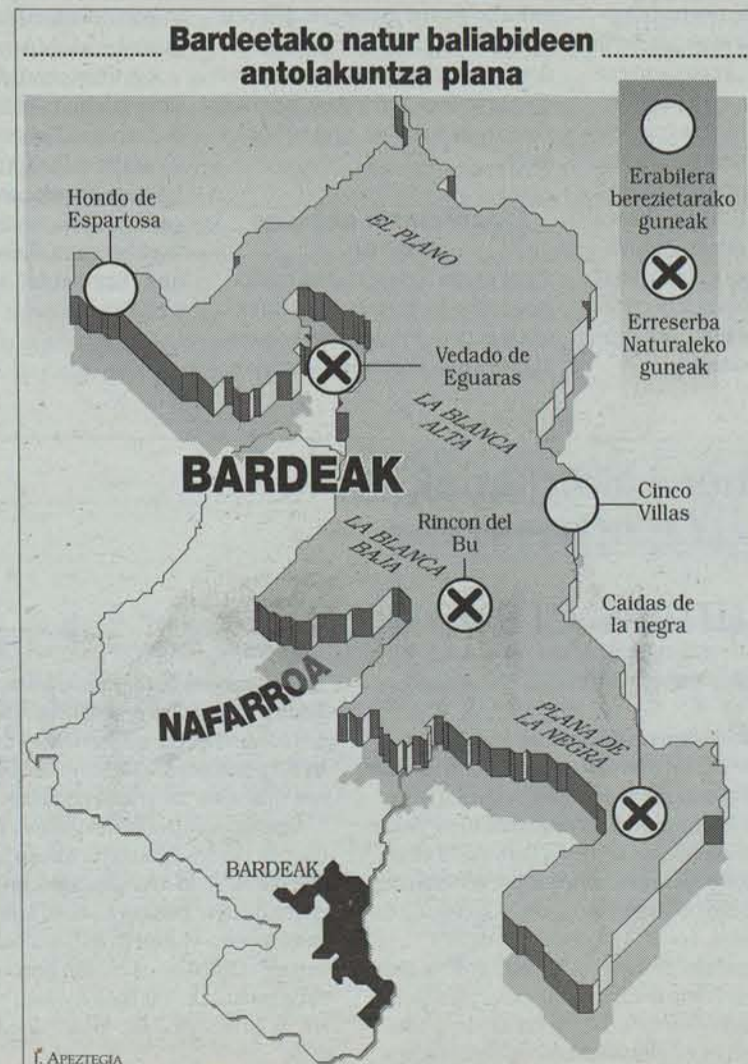 Bardeetako natur baliabideen
antolakuntza plana
Erabilera
berezietarako
guneak
Erreserba
Naturaleko
guneak
Hondo de
Espartosa
EL PLANO
Vedado de
Eguaras
LA BLANCA
ALTA
BARDEAK
Cinco
Villas
Rincon del
Bu
LA BLANCA
BAJA
Caidas de
la negra
NAFARROA
PLANA DE
LA NEGRA
BARDEAK
J. APEZTEGIA